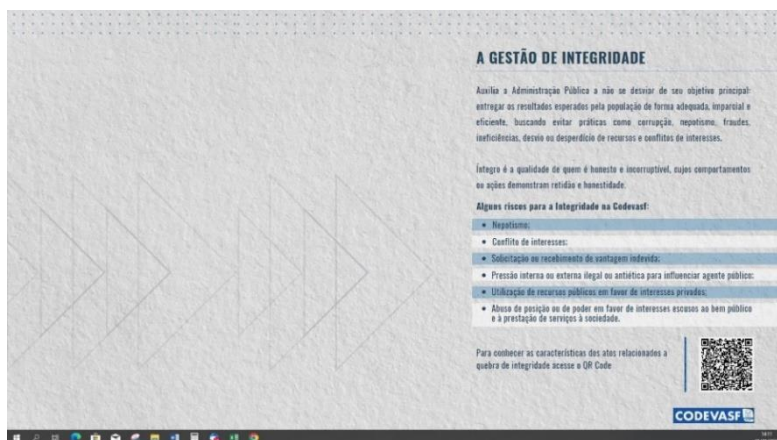 A GESTÃO DE INTEGRIDADE
Auxilia a Administração Pública a não se desviar de seu objetivo principal:
entregar os resultados esperados pela população de forma adequada, imparcial e
eficiente, buscando evitar práticas como corrupção, nepotismo, fraudes,
ineficiências, desvio ou desperdício de recursos e conflitos de interesses.
Íntegro é a qualidade de quem é honesto e incorruptível, cujos comportamentos
ou ações demonstram retidão e honestidade.
Alguns riscos para a Integridade na Codevasf:
• Nepotismo;
• Conflito de interesses;
• Solicitação ou recebimento de vantagem indevida;
• Pressão interna ou externa ilegal ou antiética para influenciar agente público;
• Utilização de recursos públicos em favor de interesses privados;
• Abuso de posição ou de poder em favor de interesses escusos ao bem público
e à prestação de serviços à sociedade.
Para conhecer as características dos atos relacionados a
quebra de integridade acesse o QR Code
CODEVASF